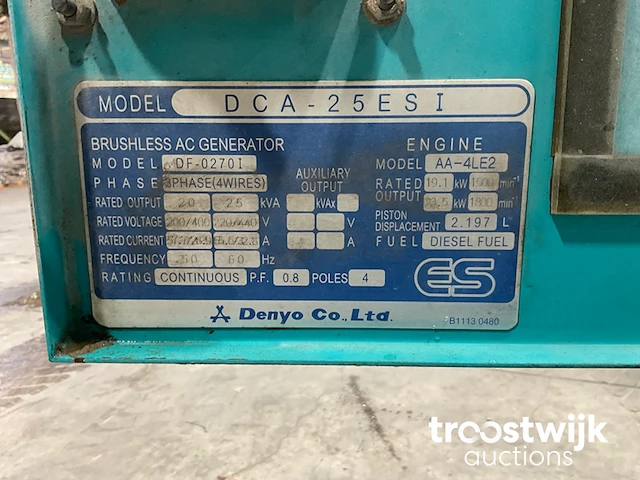 MODEL DCA-25ESI
BRUSHLESS AC GENERATOR
MODEL DF-0270I
PHASE 3PHASE(4WIRES)
RATED OUTPUT 20 25 kVA
RATED VOLTAGE 200/400 220/440 V
RATED CURRENT A
FREQUENCY 50 60 Hz
RATING CONTINUOUS P.F. 0.8 POLES 4
AUXILIARY
OUTPUT
kVAx
V
A
ENGINE
MODEL AA-4LE2
RATED 19.1 kW 1500 min-1
OUTPUT kW 1800 min-1
PISTON
DISPLACEMENT 2.197 L
FUEL DIESEL FUEL
ES
Denyo Co., Ltd.
B1113 0480
troostwijk
auctions